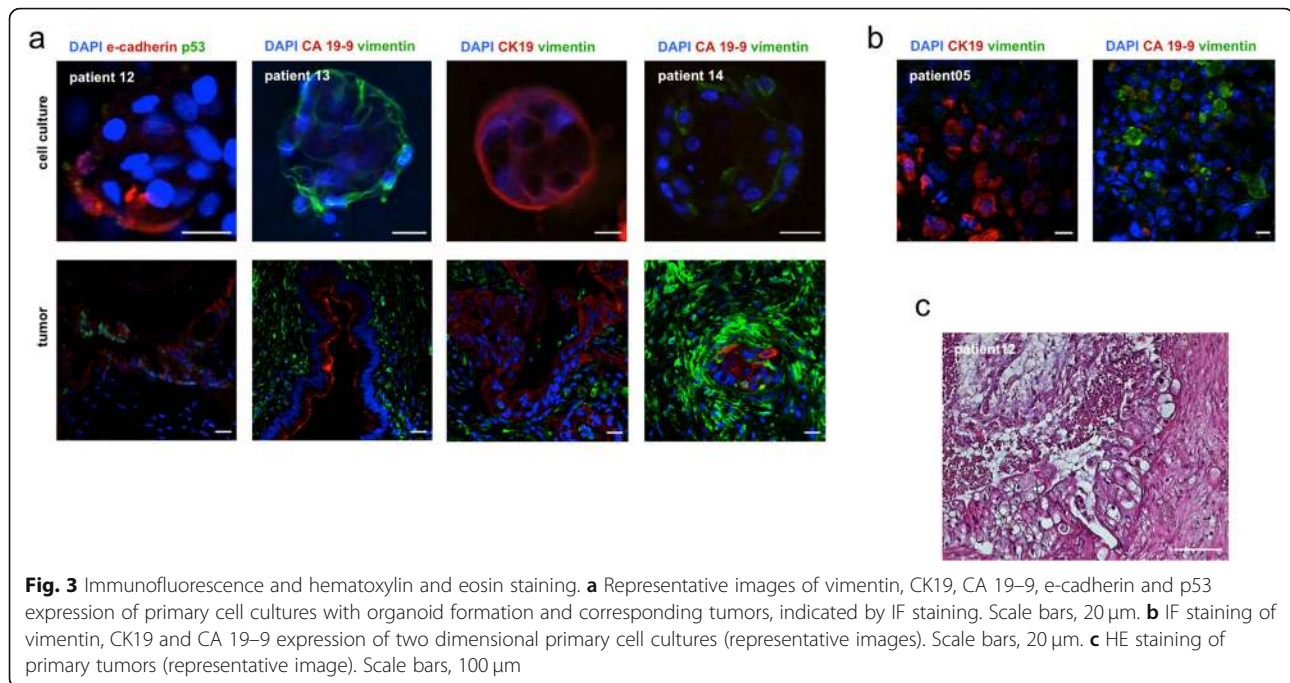 a
DAPI e-cadherin p53
DAPI CA 19-9 vimentin
DAPI CK19 vimentin
DAPI CA 19-9 vimentin
cell culture
patient 12
patient 13
patient 14
tumor
b
DAPI CK19 vimentin
DAPI CA 19-9 vimentin
patient05
c
patient12
Fig. 3 Immunofluorescence and hematoxylin and eosin staining. a Representative images of vimentin, CK19, CA 19–9, e-cadherin and p53
expression of primary cell cultures with organoid formation and corresponding tumors, indicated by IF staining. Scale bars, 20 μm. b IF staining of
vimentin, CK19 and CA 19–9 expression of two dimensional primary cell cultures (representative images). Scale bars, 20 μm. c HE staining of
primary tumors (representative image). Scale bars, 100 μm